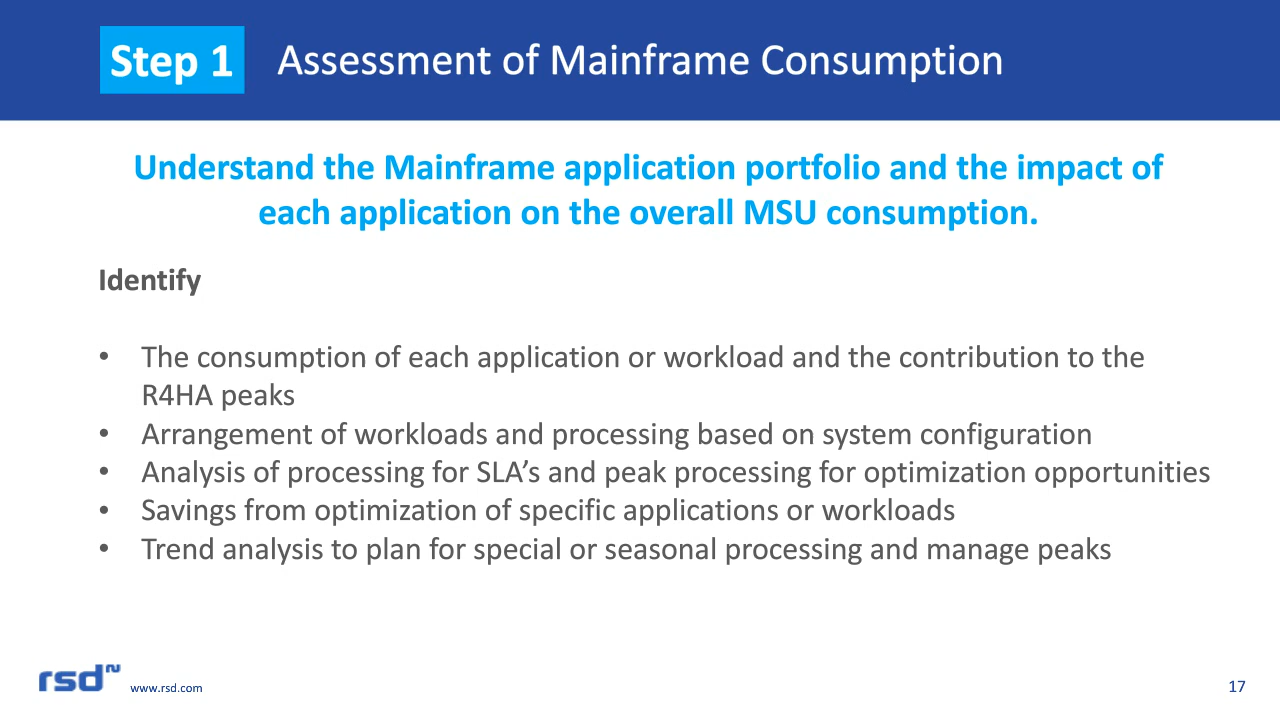 Step 1
Assessment of Mainframe Consumption
Understand the Mainframe application portfolio and the impact of
each application on the overall MSU consumption.
Identify
• The consumption of each application or workload and the contribution to the
R4HA peaks
• Arrangement of workloads and processing based on system configuration
• Analysis of processing for SLA’s and peak processing for optimization opportunities
• Savings from optimization of specific applications or workloads
• Trend analysis to plan for special or seasonal processing and manage peaks
rsd
www.rsd.com
17